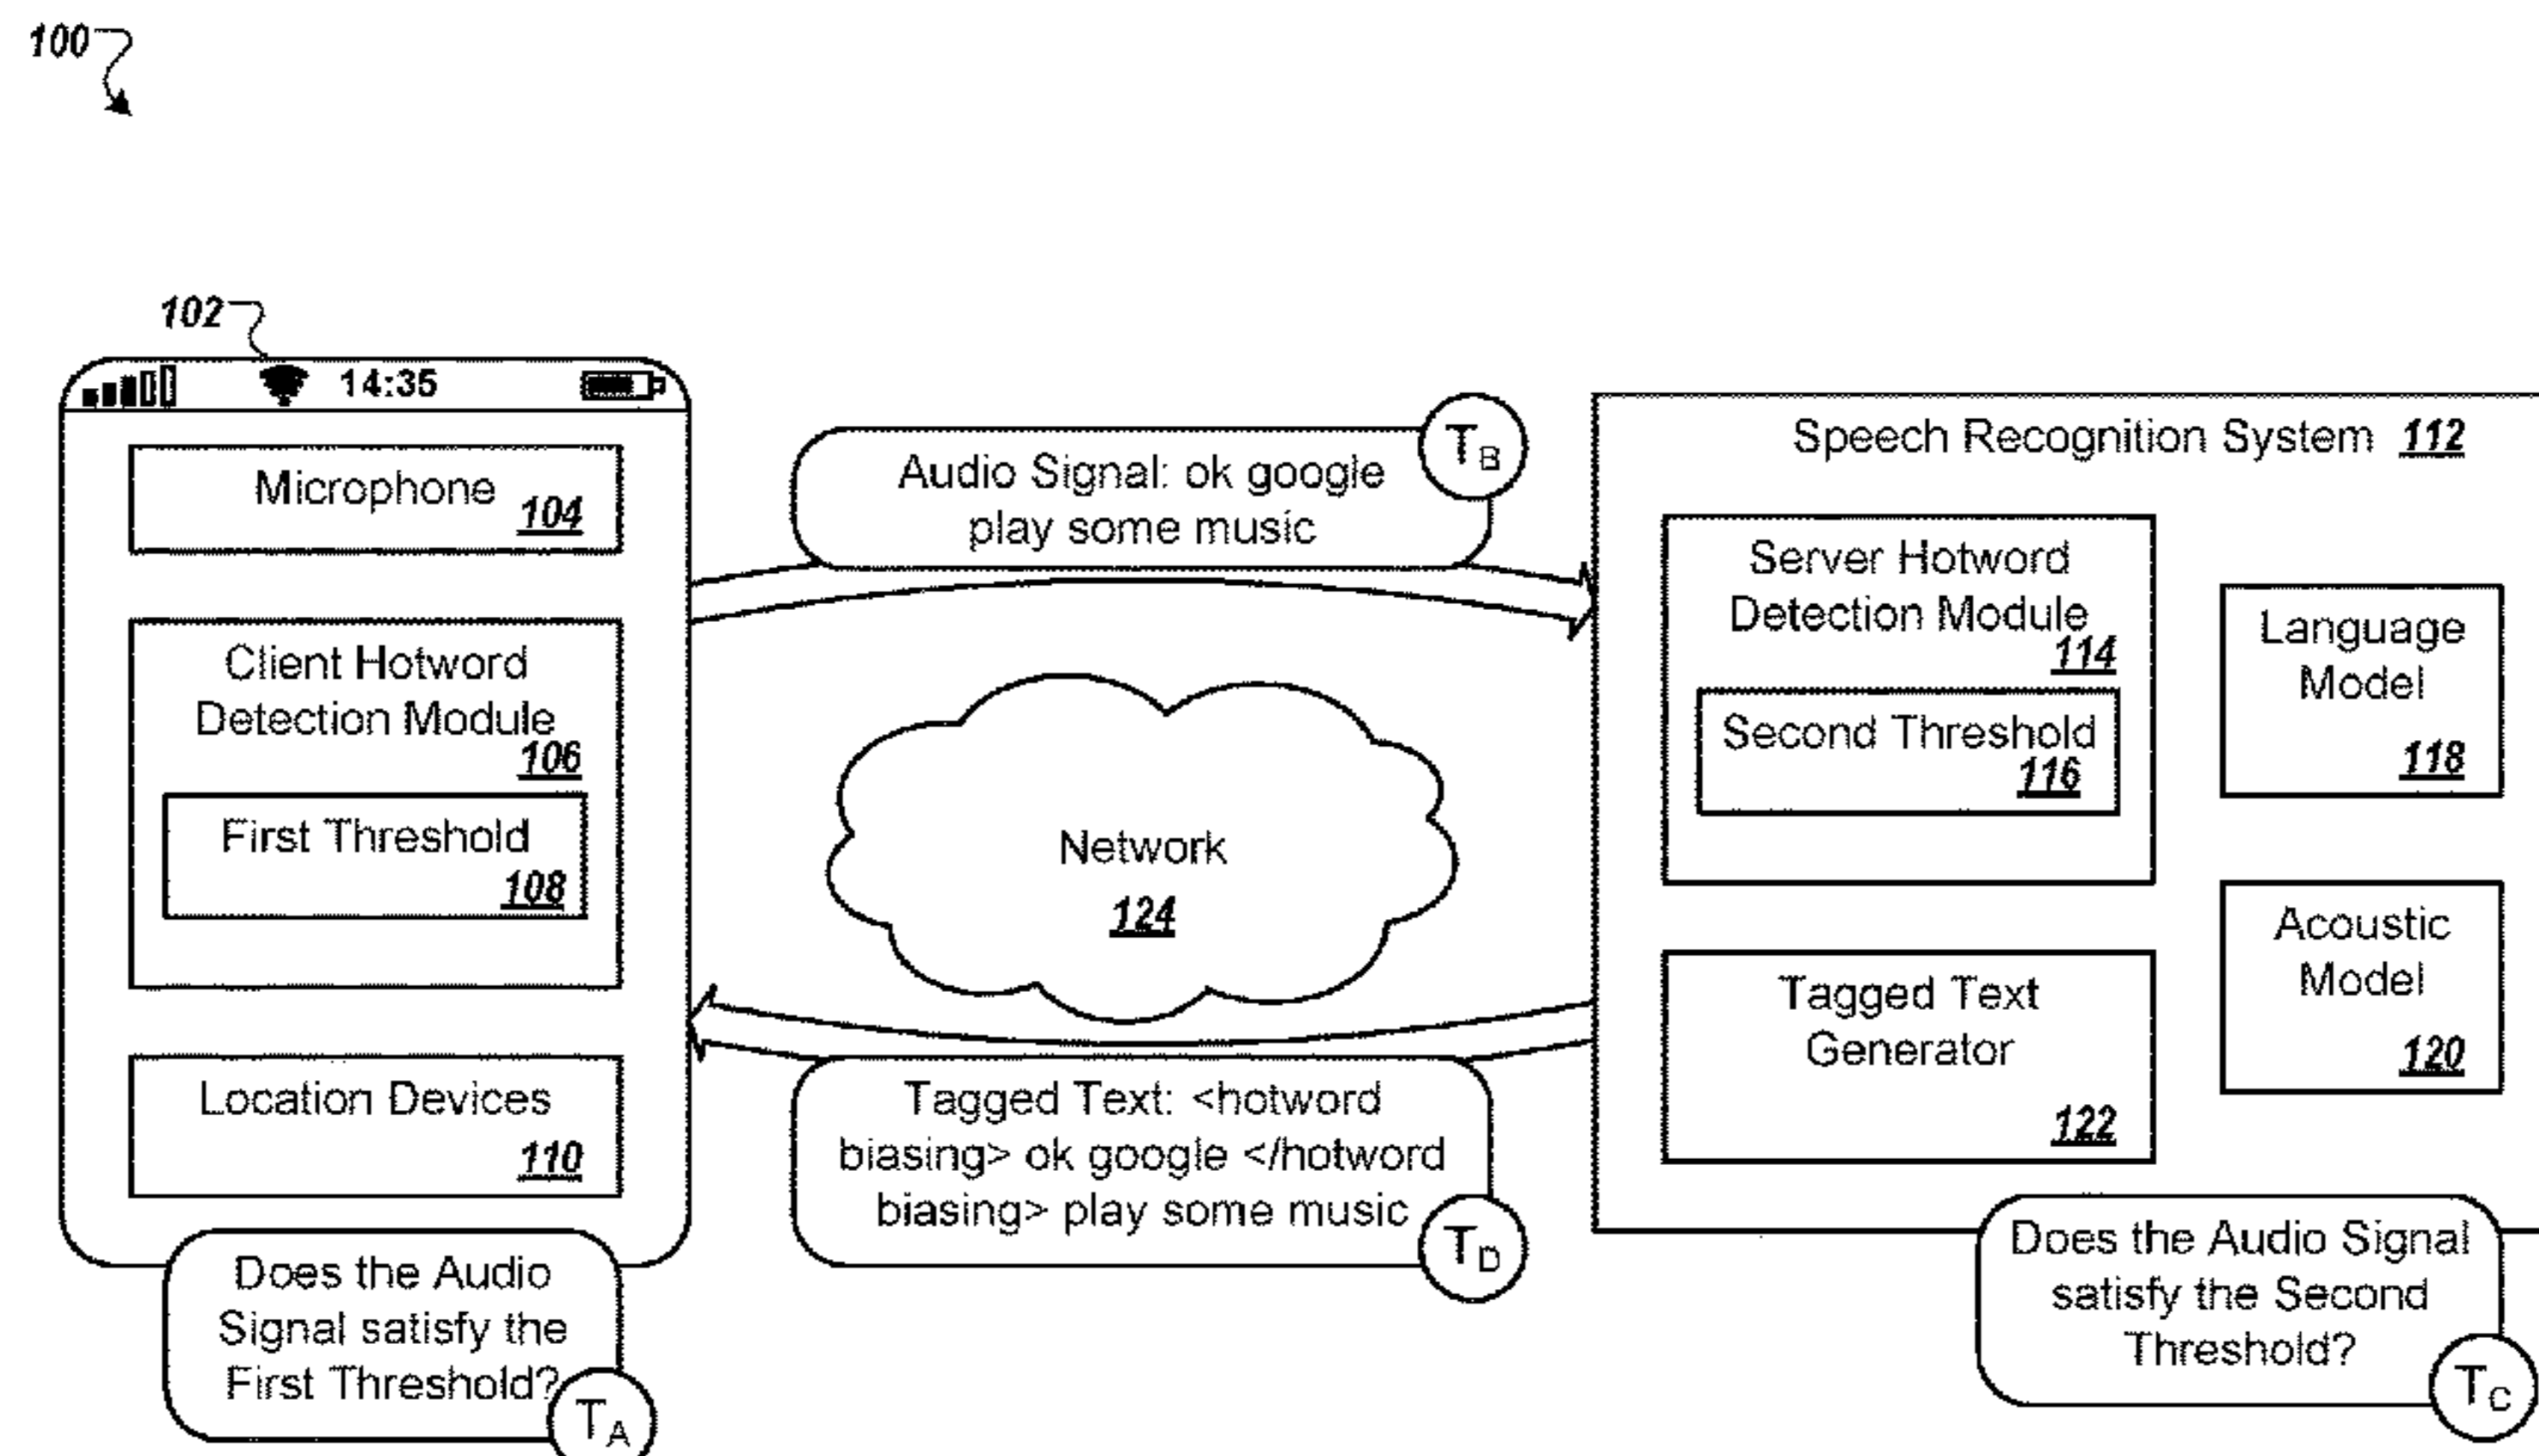 100
102
14:35
Microphone
104
Client Hotword
Detection Module
106
First Threshold
108
Location Devices
110
Does the Audio
Signal satisfy the
First Threshold?
TA
Audio Signal: ok google
play some music
TB
Network
124
Tagged Text: <hotword
biasing> ok google </hotword
biasing> play some music
TD
Speech Recognition System 112
Server Hotword
Detection Module
114
Second Threshold
116
Language
Model
118
Acoustic
Model
120
Tagged Text
Generator
122
Does the Audio Signal
satisfy the Second
Threshold?
TC